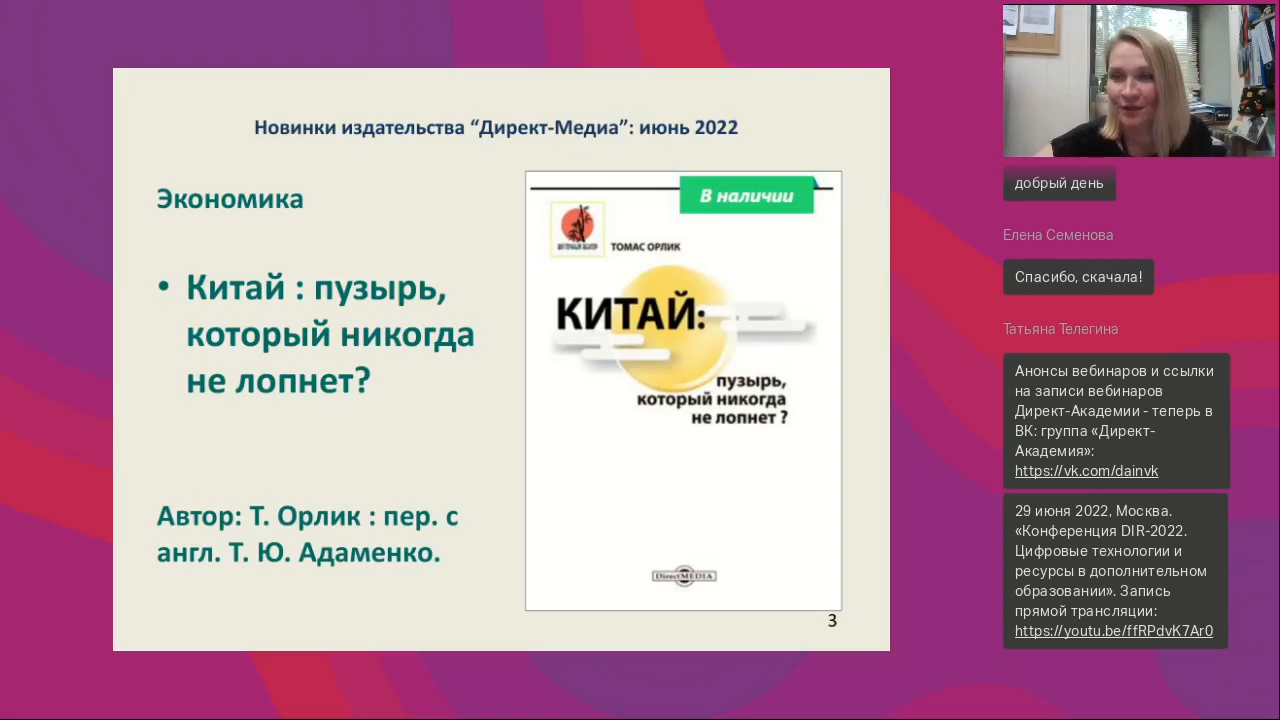 Новинки издательства “Директ-Медиа”: июнь 2022
Экономика
• Китай : пузырь,
который никогда
не лопнет?
Автор: Т. Орлик : пер. с
англ. Т. Ю. Адаменко.
В наличии
ТОМАС ОРЛИК
КИТАЙ:
пузырь,
который никогда
не лопнет ?
DirectMEDIA
3
добрый день
Елена Семенова
Спасибо, скачала!
Татьяна Телегина
Анонсы вебинаров и ссылки
на записи вебинаров
Директ-Академии - теперь в
ВК: группа «Директ-
Академия»:
https://vk.com/dainvk
29 июня 2022, Москва.
«Конференция DIR-2022.
Цифровые технологии и
ресурсы в дополнительном
образовании». Запись
прямой трансляции:
https://youtu.be/ffRPdvK7Ar0